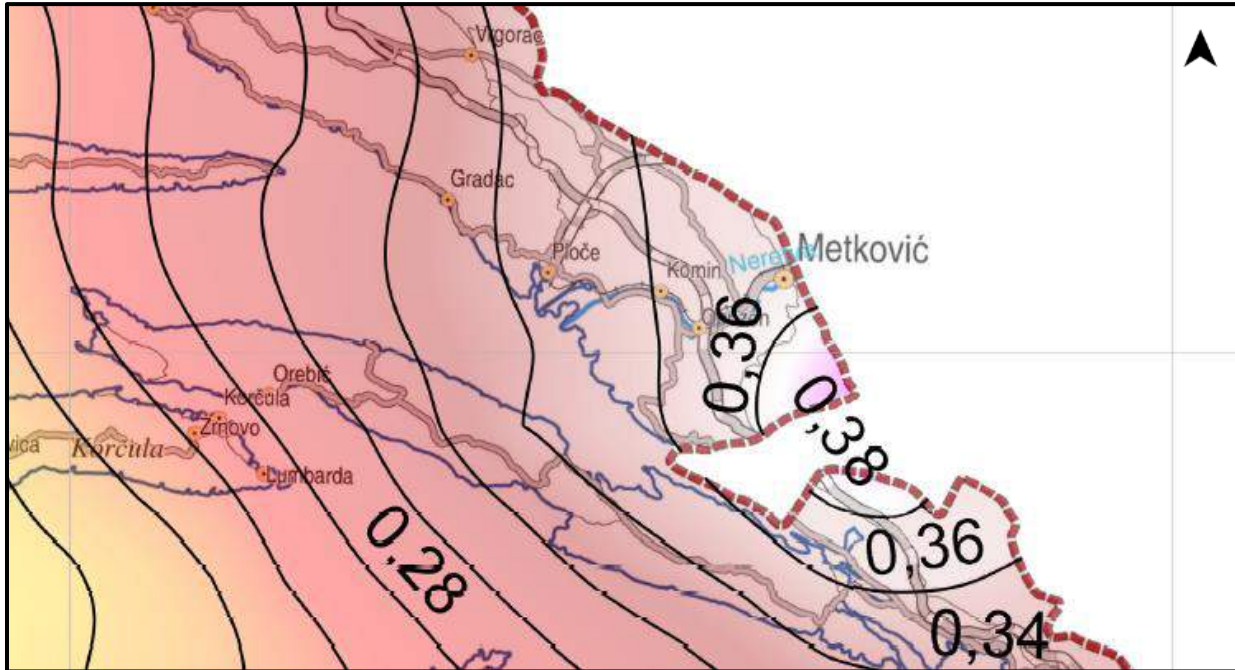 Vrgorac
Gradac
Metković
Ploče
Komin
0,36
Orebić
Korčula
0,38
Žrnovo
Korčula
Lumbarda
0,28
0,36
0,34